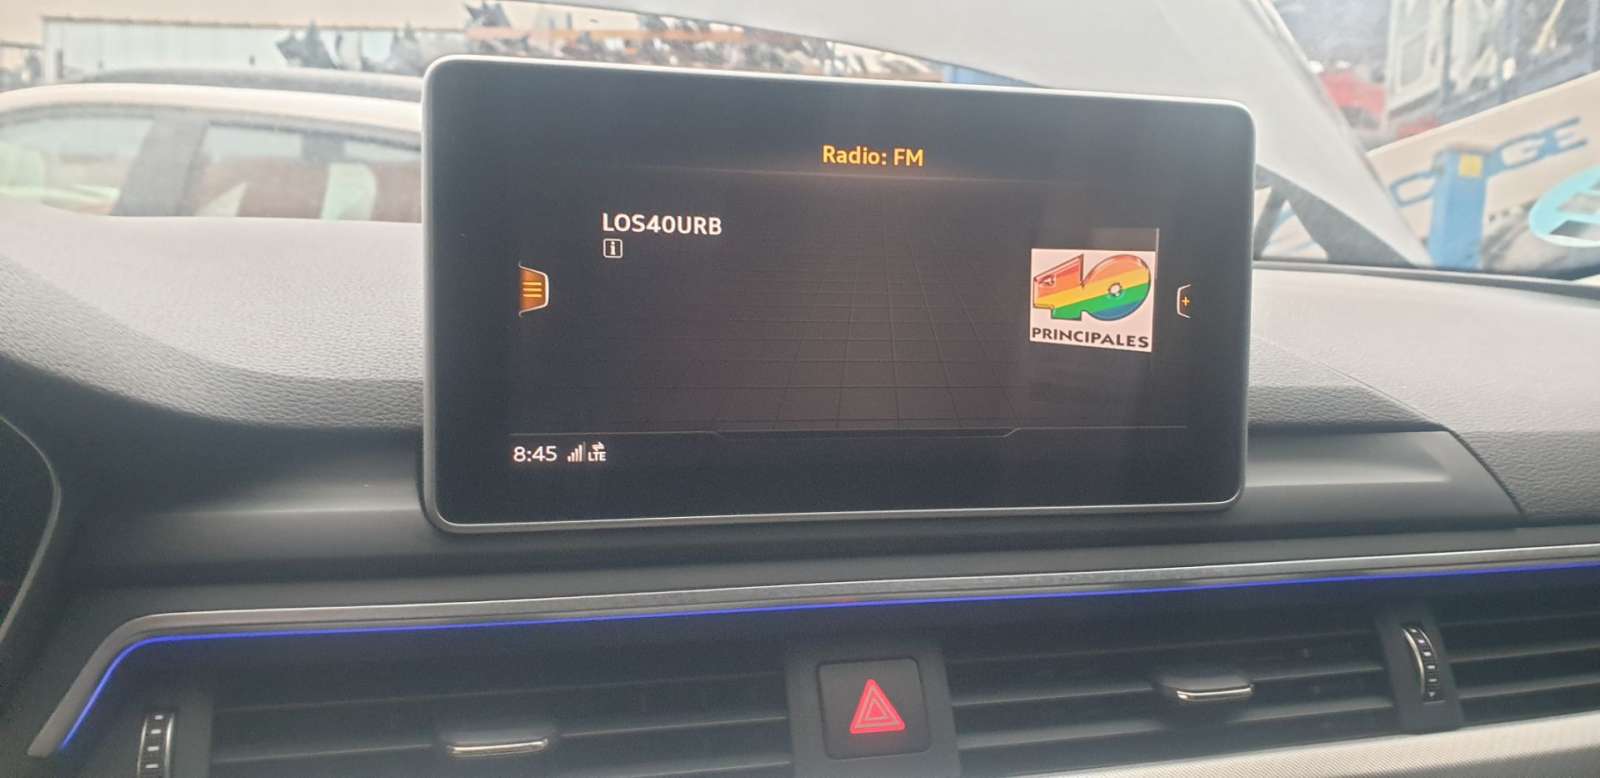 Radio: FM
LOS40URB
i
40
PRINCIPALES
8:45 LTE